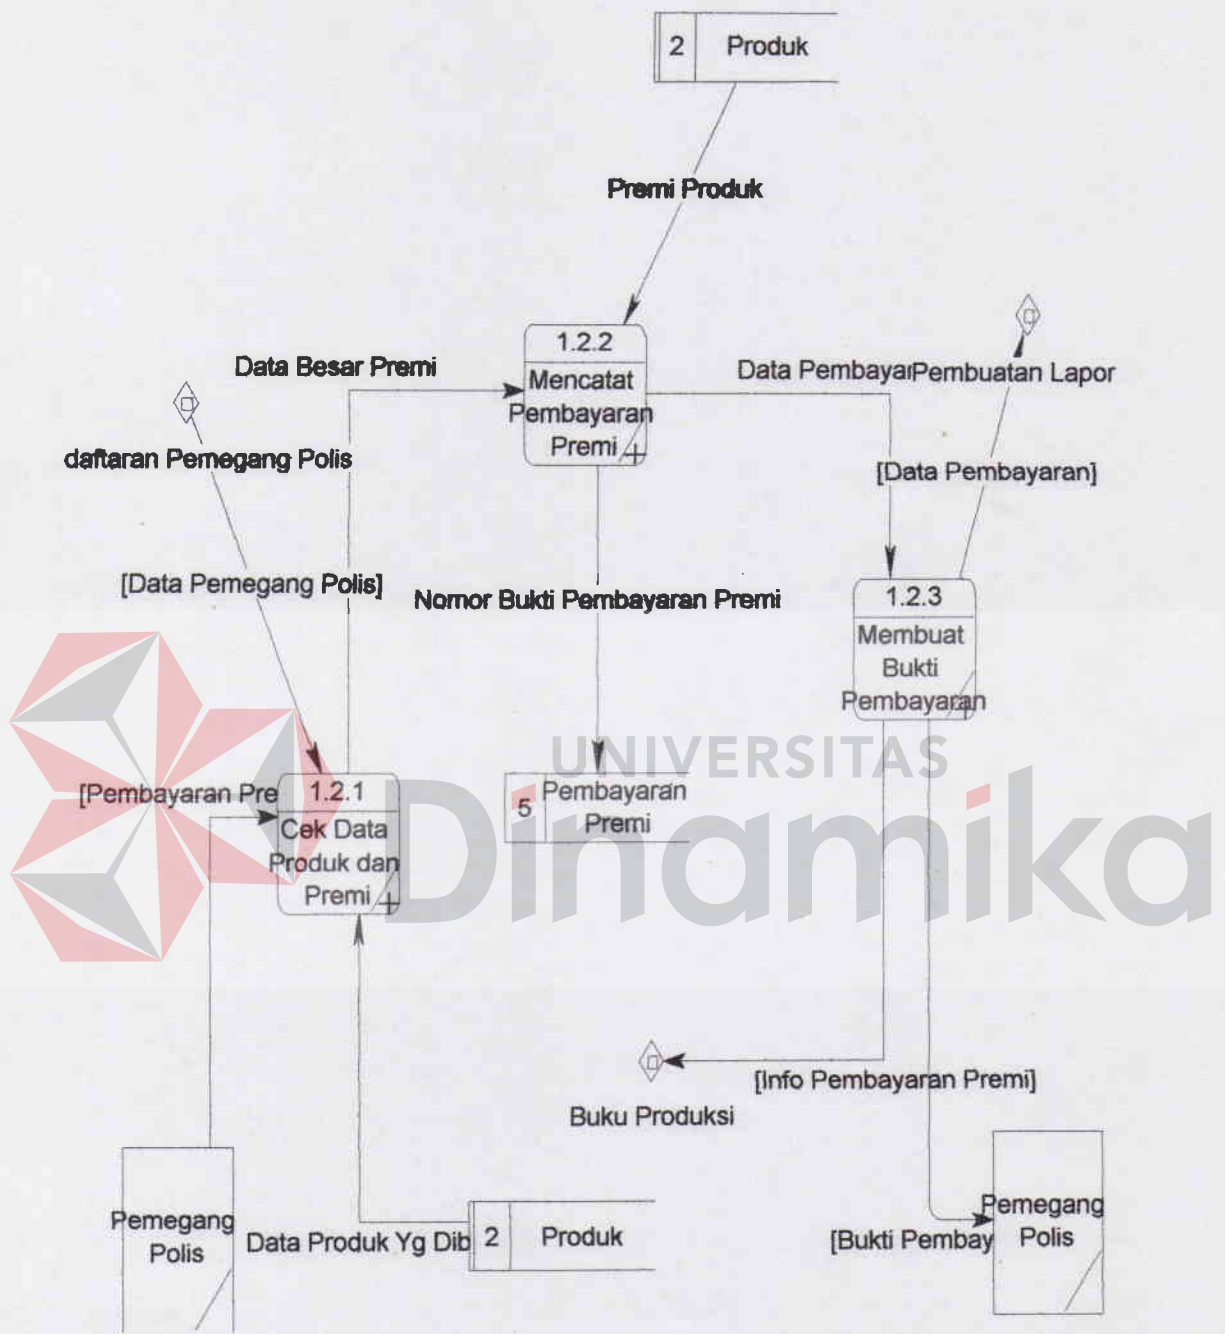 2 Produk
Premi Produk
1.2.2
Mencatat
Pembayaran
Premi
Data Besar Premi
Data Pembayar
Pembuatan Lapor
daftaran Pemegang Polis
[Data Pembayaran]
[Data Pemegang Polis]
Nomor Bukti Pembayaran Premi
1.2.3
Membuat
Bukti
Pembayaran
UNIVERSITAS
Dinamika
[Pembayaran Pre
1.2.1
Cek Data
Produk dan
Premi
5 Pembayaran
Premi
[Info Pembayaran Premi]
Buku Produksi
Pemegang
Polis
Data Produk Yg Dib
2 Produk
[Bukti Pembay
Pemegang
Polis